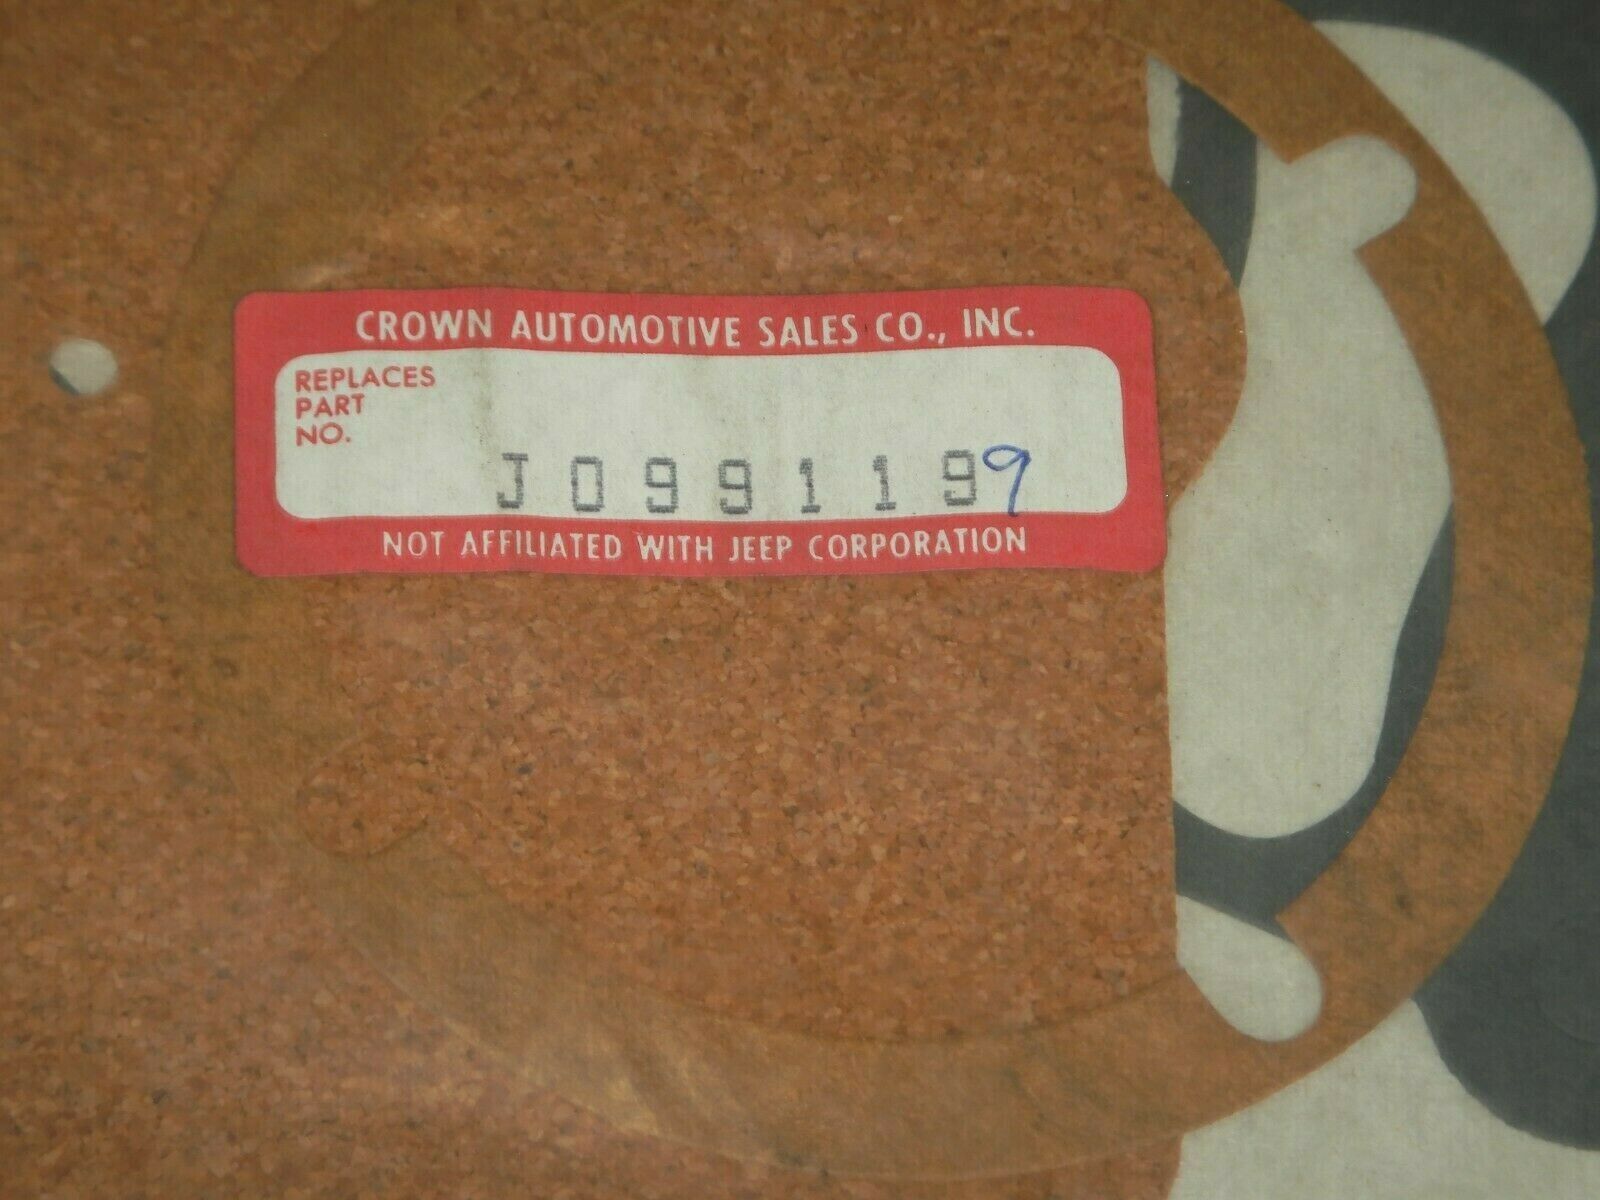 CROWN AUTOMOTIVE SALES CO., INC.
REPLACES
PART
NO.
J0991199
NOT AFFILIATED WITH JEEP CORPORATION